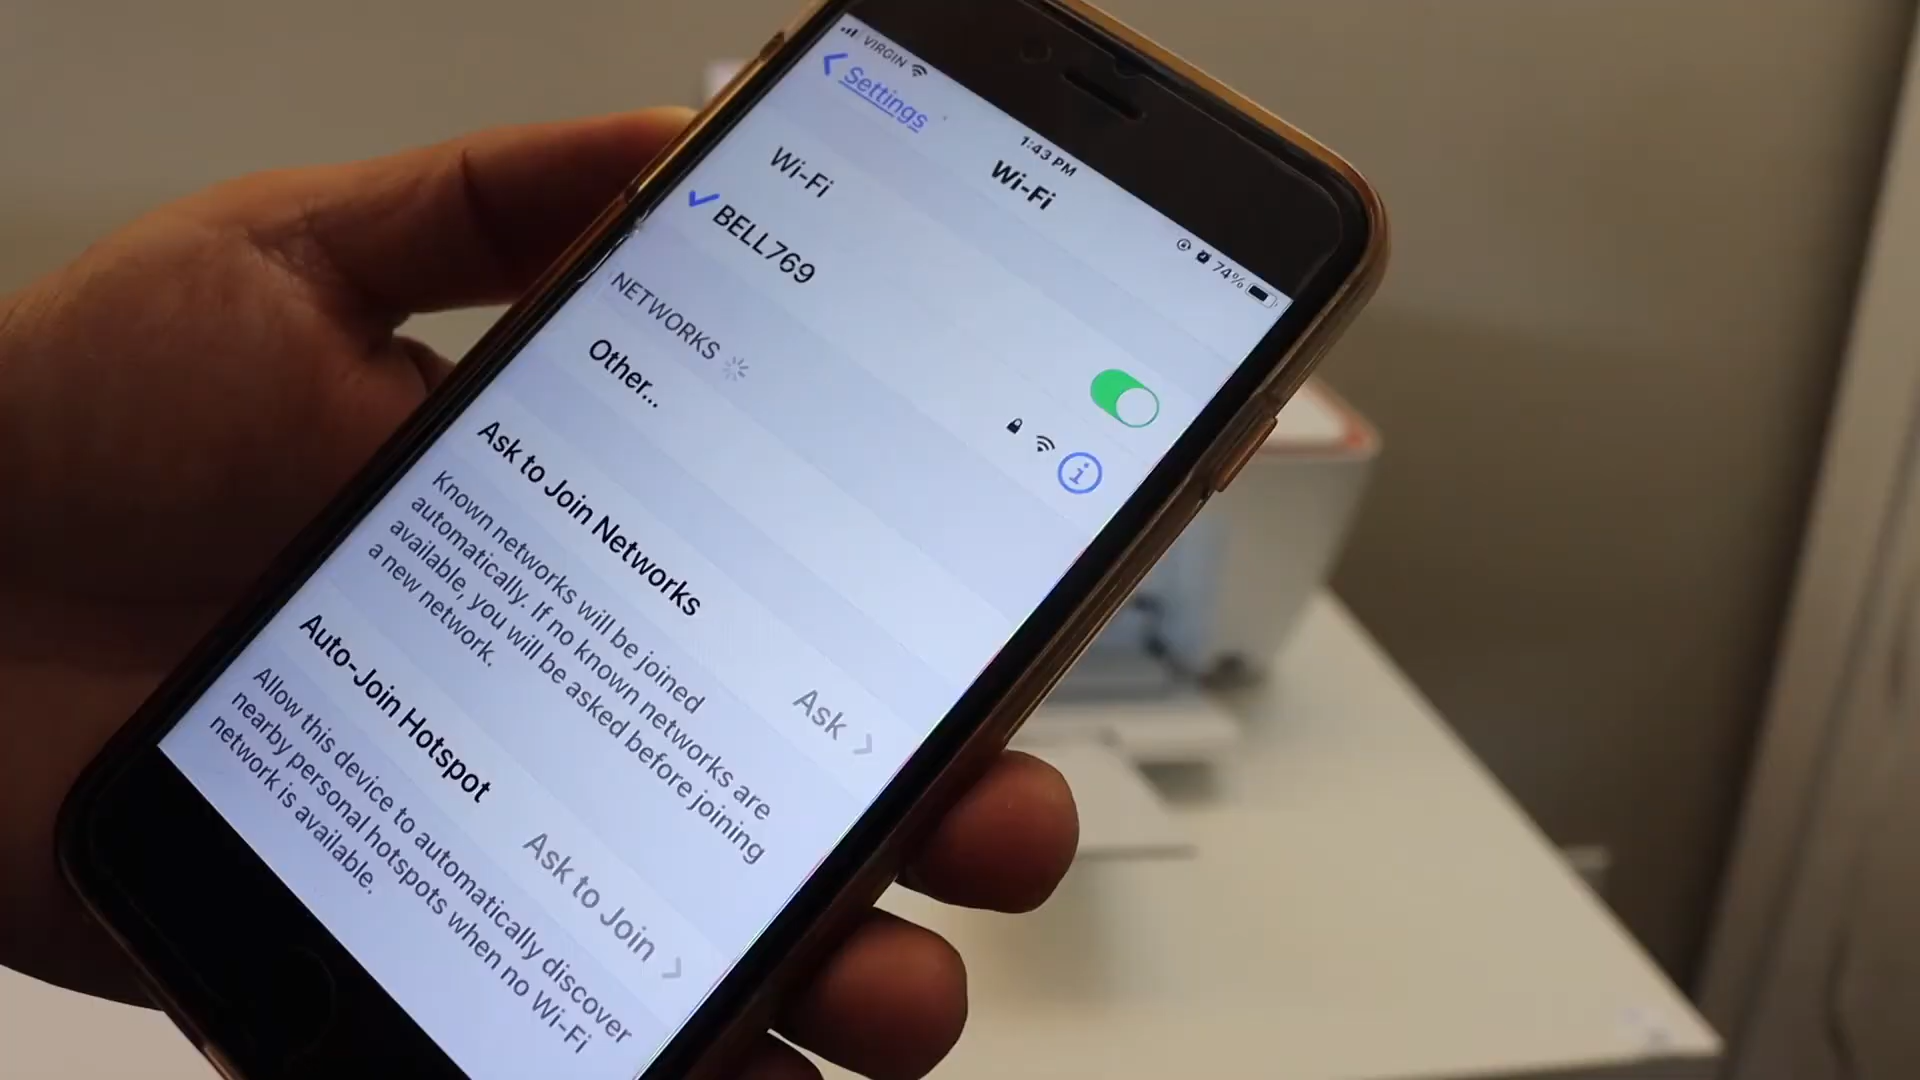 VIRGIN
1:43 PM
74%
Settings
Wi-Fi
Wi-Fi
BELL769
NETWORKS
Other...
Ask to Join Networks
Ask
Known networks will be joined
automatically. If no known networks are
available, you will be asked before joining
a new network.
Auto-Join Hotspot
Ask to Join
Allow this device to automatically discover
nearby personal hotspots when no Wi-Fi
network is available.